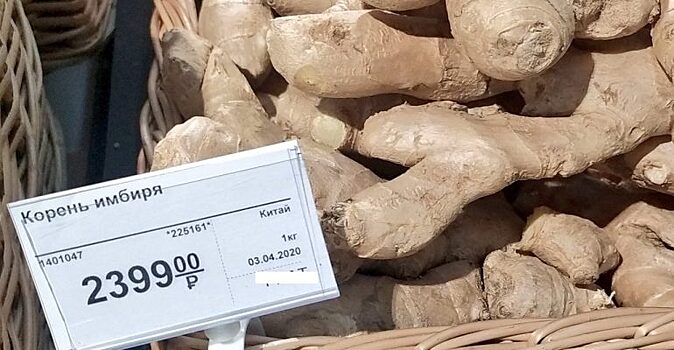 Корень имбиря
*225161* Китай
1401047 1кг
2399 00 ₽ 03.04.2020